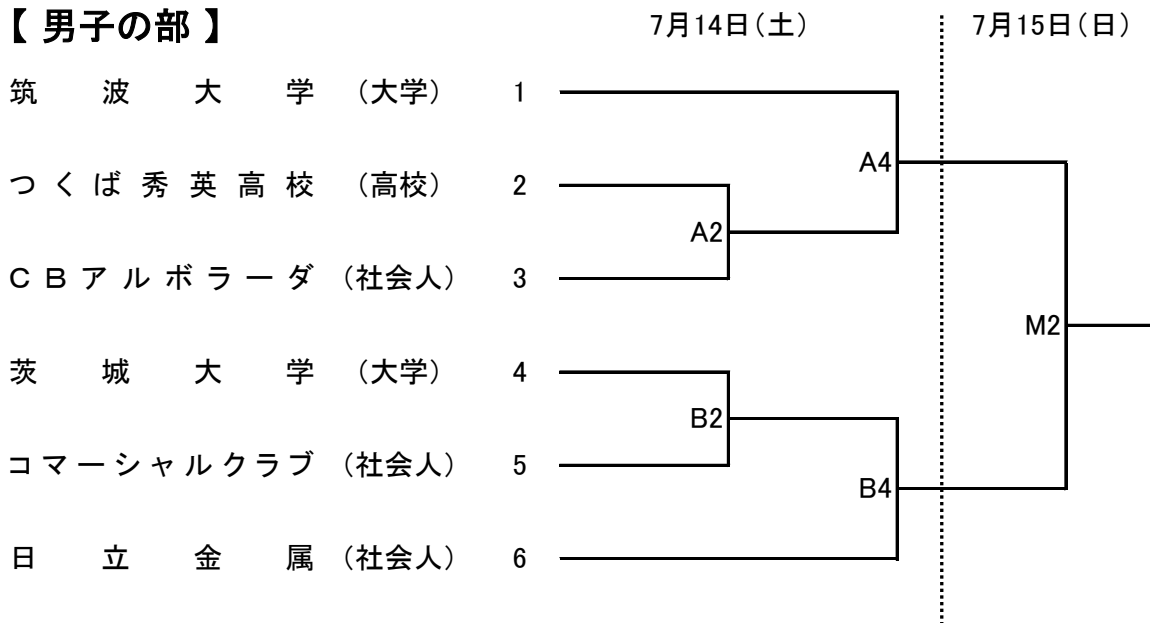 【 男子の部 】 7月14日(土) 7月15日(日)
筑波大学 (大学) 1
A4
つくば秀英高校 (高校) 2
A2
CBアルボラーダ (社会人) 3
M2
茨城大学 (大学) 4
B2
コマーシャルクラブ (社会人) 5
B4
日立金属 (社会人) 6